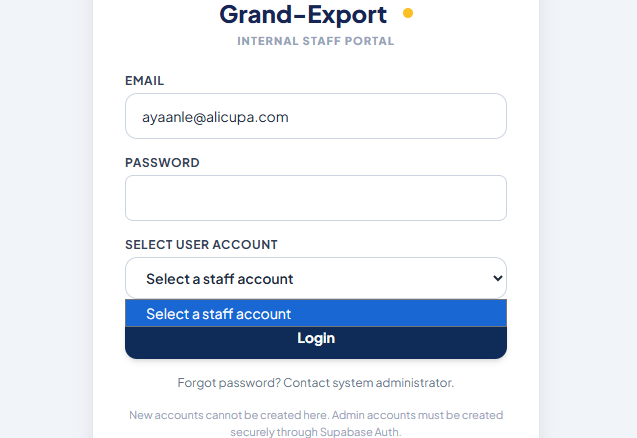 Grand-Export
INTERNAL STAFF PORTAL
EMAIL
ayaanle@alicupa.com
PASSWORD
SELECT USER ACCOUNT
Select a staff account
Select a staff account
Login
Forgot password? Contact system administrator.
New accounts cannot be created here. Admin accounts must be created
securely through Supabase Auth.